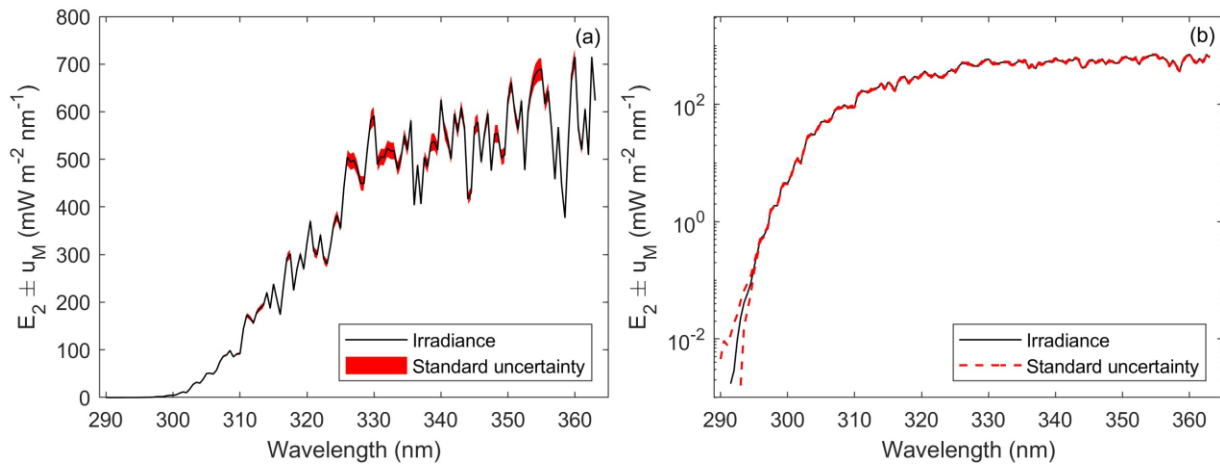 (a)
800
700
600
500
400
300
200
100
0
E2 ± uM (mW m-2 nm-1)
290 300 310 320 330 340 350 360
Wavelength (nm)
Irradiance
Standard uncertainty
(b)
10^2
10^0
10^-2
E2 ± uM (mW m-2 nm-1)
290 300 310 320 330 340 350 360
Wavelength (nm)
Irradiance
Standard uncertainty